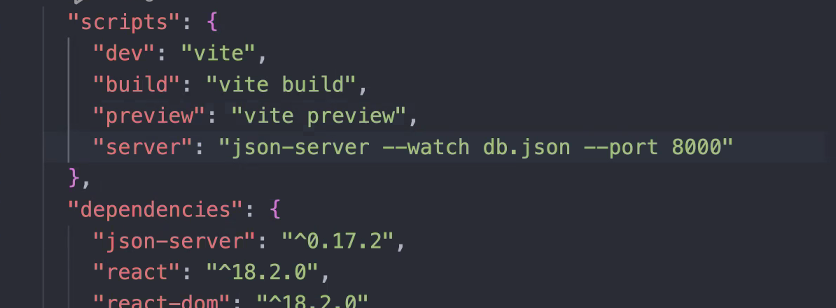 "scripts": {
"dev": "vite",
"build": "vite build",
"preview": "vite preview",
"server": "json-server --watch db.json --port 8000"
},
"dependencies": {
"json-server": "^0.17.2",
"react": "^18.2.0",
"react-dom": "^18.2.0"